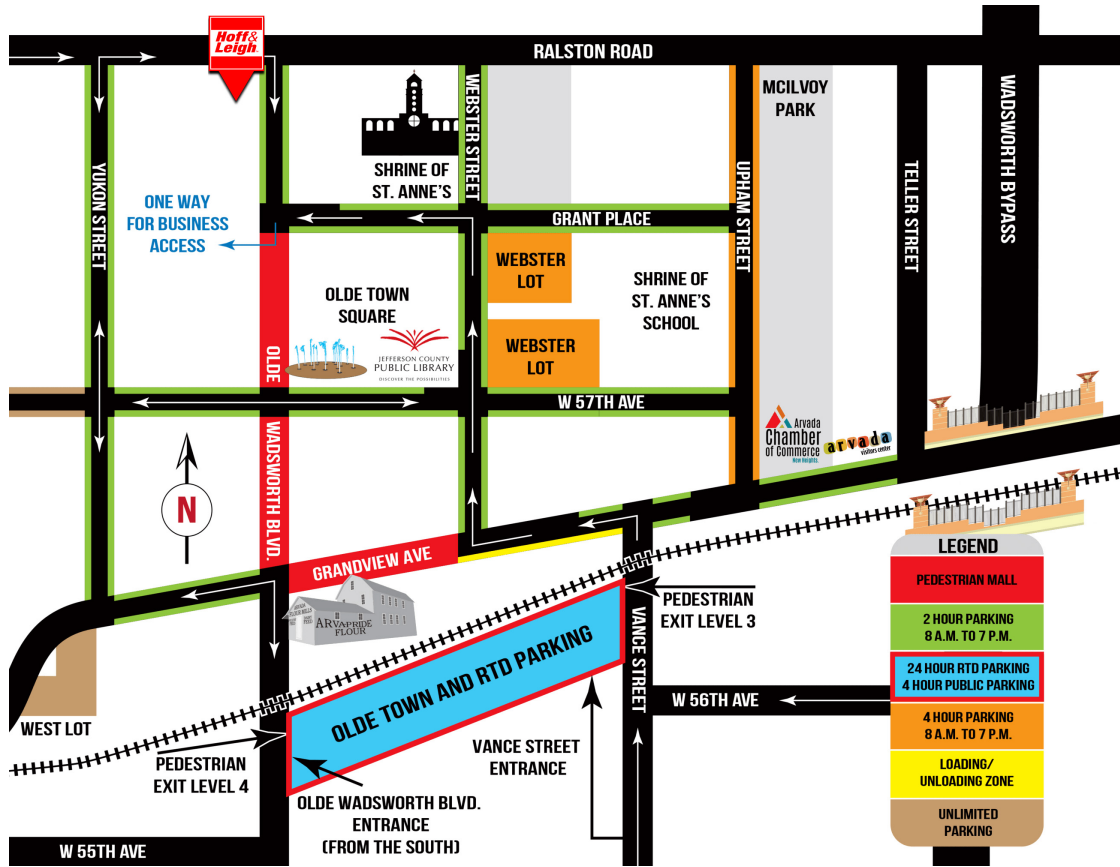 Hoff&
Leigh
RALSTON ROAD
MCILVOY
PARK
WADSWORTH BYPASS
WEBSTER STREET
YUKON STREET
SHRINE OF
ST. ANNE'S
UPHAM STREET
TELLER STREET
ONE WAY
FOR BUSINESS
ACCESS
GRANT PLACE
WEBSTER
LOT
SHRINE OF
ST. ANNE'S
SCHOOL
OLDE TOWN
SQUARE
JEFFERSON COUNTY
PUBLIC LIBRARY
DISCOVER THE POSSIBILITIES
WEBSTER
LOT
OLDE
WADSWORTH BLVD.
W 57TH AVE
Arvada
Chamber
of Commerce
New Heights.
arvada
visitors center
N
GRANDVIEW AVE
ARVAPRIDE
FLOUR
PEDESTRIAN
EXIT LEVEL 3
OLDE TOWN AND RTD PARKING
VANCE STREET
W 56TH AVE
WEST LOT
PEDESTRIAN
EXIT LEVEL 4
VANCE STREET
ENTRANCE
OLDE WADSWORTH BLVD.
ENTRANCE
(FROM THE SOUTH)
W 55TH AVE
LEGEND
PEDESTRIAN MALL
2 HOUR PARKING
8 A.M. TO 7 P.M.
24 HOUR RTD PARKING
4 HOUR PUBLIC PARKING
4 HOUR PARKING
8 A.M. TO 7 P.M.
LOADING/
UNLOADING ZONE
UNLIMITED
PARKING